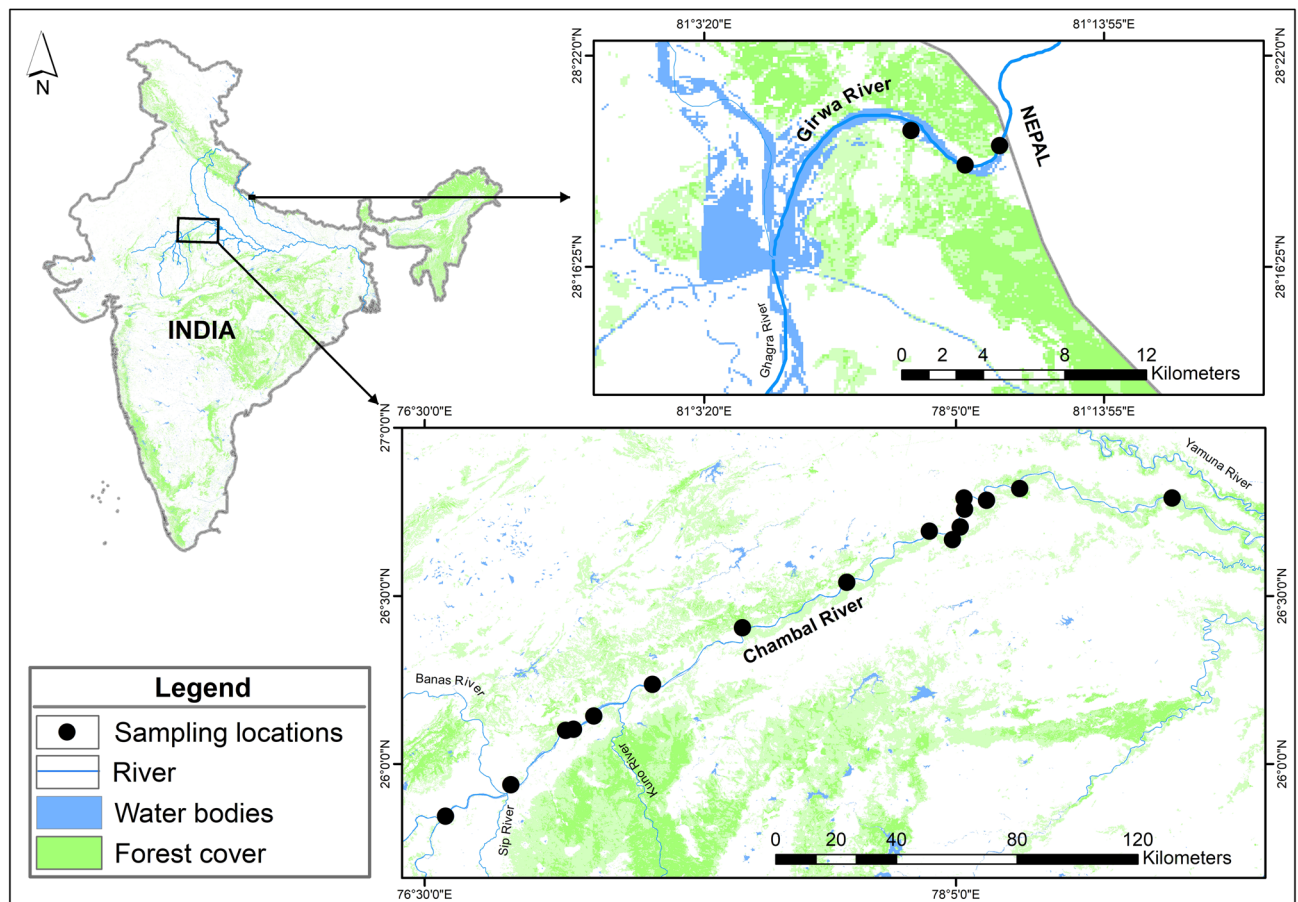 N
INDIA
81°3'20"E
81°13'55"E
28°22'0"N
28°22'0"N
Girwa River
NEPAL
28°16'25"N
28°16'25"N
Ghagra River
0 2 4 8 12
Kilometers
81°3'20"E
81°13'55"E
76°30'0"E
78°5'0"E
27°0'0"N
Yamuna River
26°30'0"N
26°30'0"N
Chambal River
Banas River
Kuno River
26°0'0"N
26°0'0"N
Sip River
0 20 40 80 120
Kilometers
76°30'0"E
78°5'0"E
Legend
Sampling locations
River
Water bodies
Forest cover